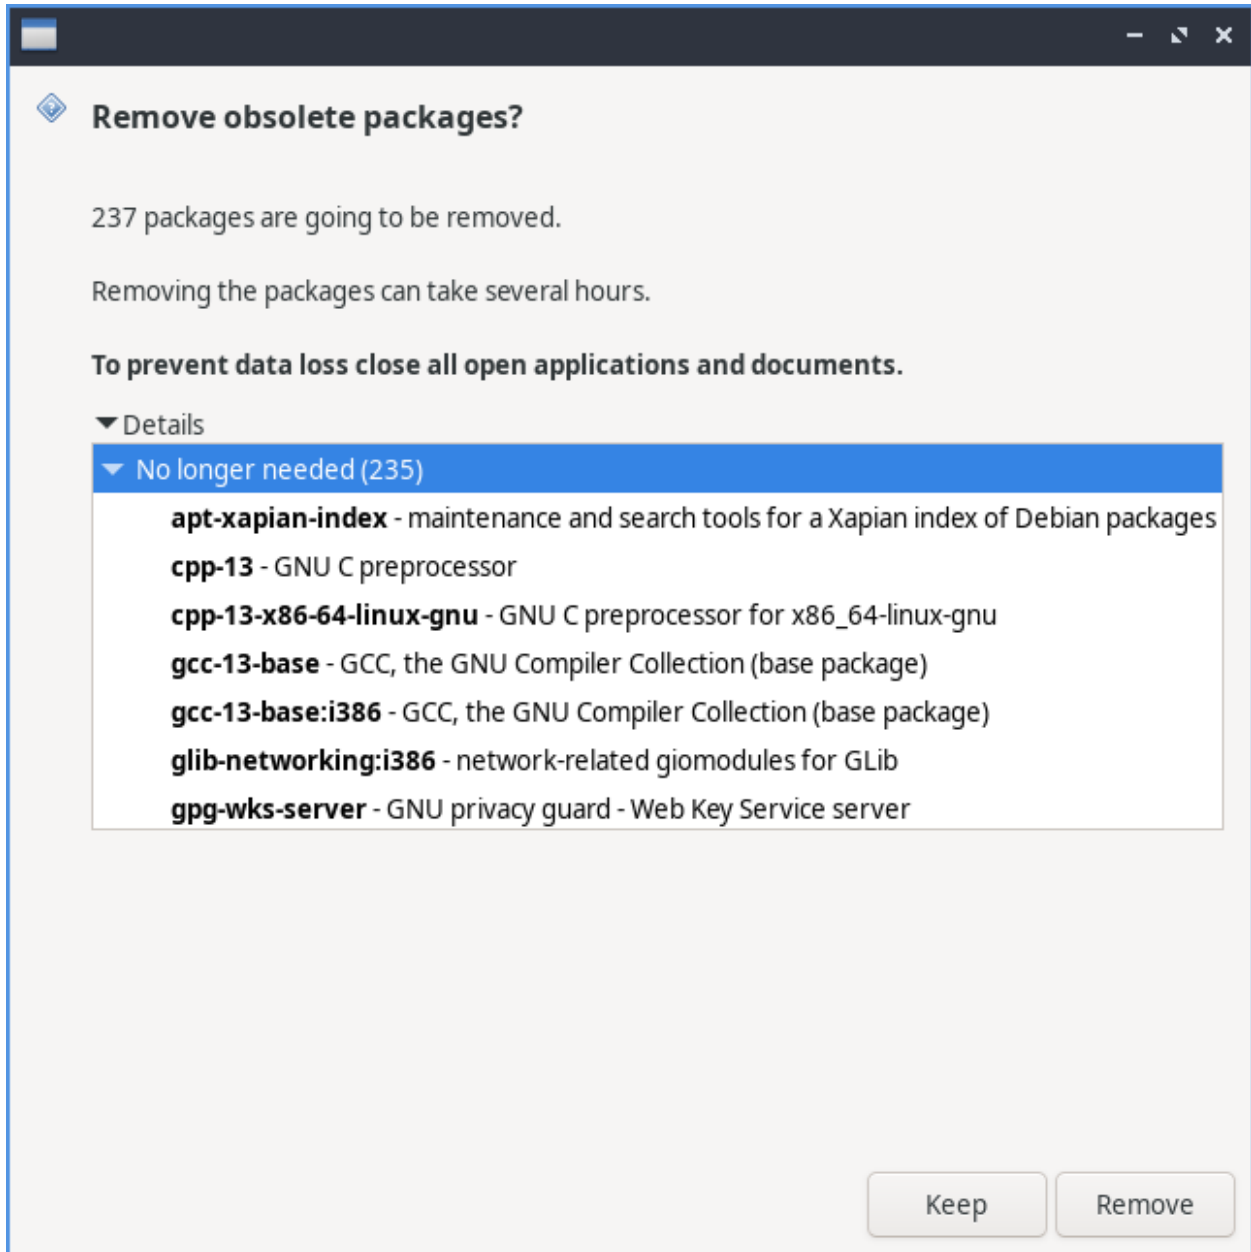 Remove obsolete packages?
237 packages are going to be removed.
Removing the packages can take several hours.
To prevent data loss close all open applications and documents.
Details
No longer needed (235)
apt-xapian-index - maintenance and search tools for a Xapian index of Debian packages
cpp-13 - GNU C preprocessor
cpp-13-x86-64-linux-gnu - GNU C preprocessor for x86_64-linux-gnu
gcc-13-base - GCC, the GNU Compiler Collection (base package)
gcc-13-base:i386 - GCC, the GNU Compiler Collection (base package)
glib-networking:i386 - network-related giomodules for GLib
gpg-wks-server - GNU privacy guard - Web Key Service server
Keep Remove